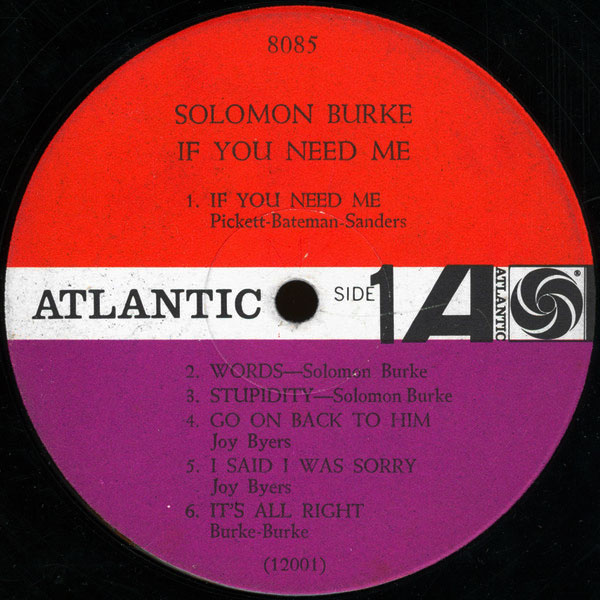 8085
SOLOMON BURKE
IF YOU NEED ME
1. IF YOU NEED ME
Pickett-Bateman-Sanders
ATLANTIC SIDE 1 A ATLANTIC ®
2. WORDS—Solomon Burke
3. STUPIDITY—Solomon Burke
4. GO ON BACK TO HIM
Joy Byers
5. I SAID I WAS SORRY
Joy Byers
6. IT'S ALL RIGHT
Burke-Burke
(12001)